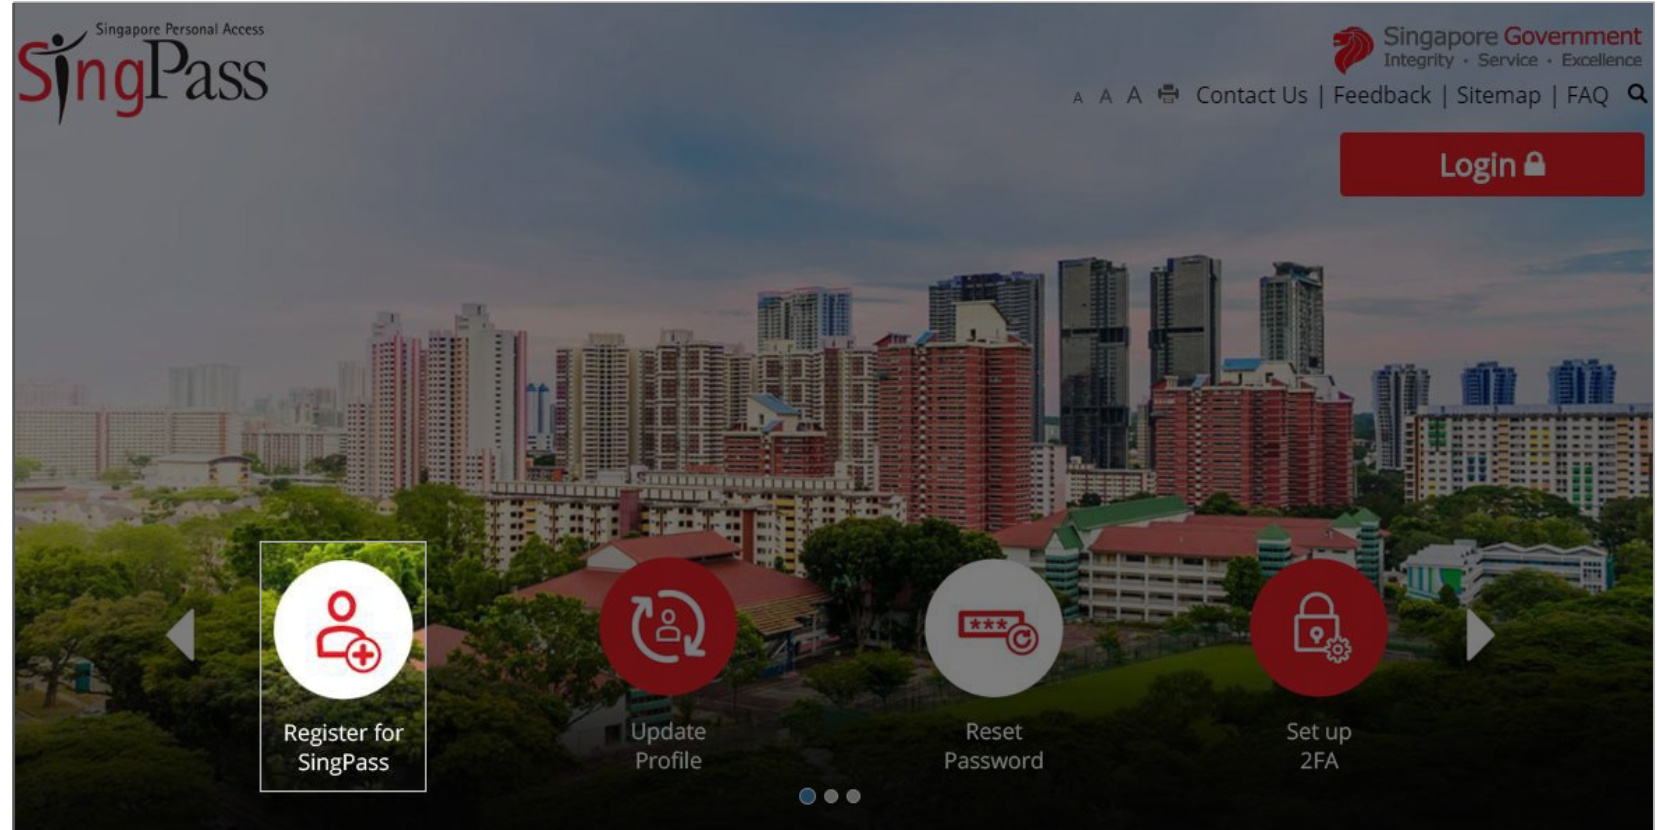 Singapore Personal Access
SingPass
Singapore Government
Integrity · Service · Excellence
A A A Contact Us | Feedback | Sitemap | FAQ
Login
***
Register for
SingPass
Update
Profile
Reset
Password
Set up
2FA